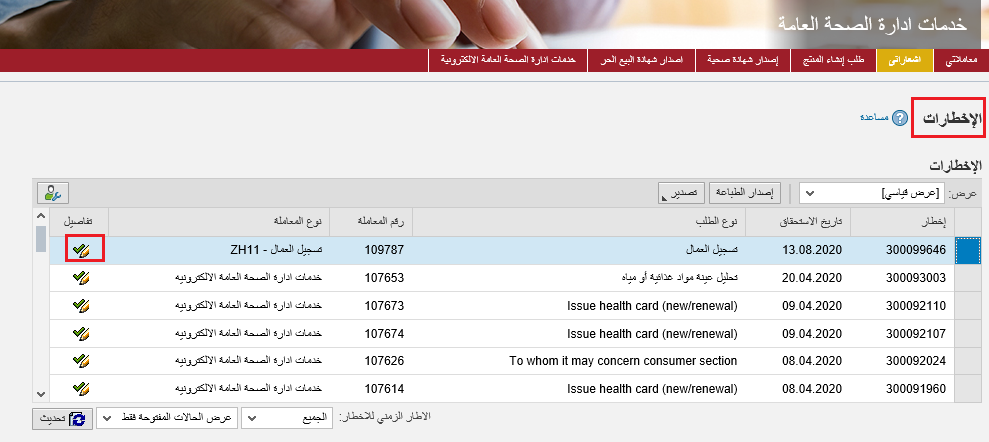 خدمات ادارة الصحة العامة
معاملاتي اشعاراتى طلب إنشاء المنتج إصدار شهادة صحية اصدار شهادة البيع الحر خدمات ادارة الصحة العامة الالكترونية
الإخطارات ? مساعدة
الإخطارات
عرض: [عرض قياسي] إصدار الطباعة تصدير
إخطار تاريخ الاستحقاق نوع الطلب رقم المعاملة نوع المعاملة تفاصيل
300099646 13.08.2020 تسجيل العمال 109787 تسجيل العمال - ZH11
300093003 20.04.2020 تحليل عينة مواد غذائية أو مياه 107653 خدمات ادارة الصحة العامة الالكترونيه
300092110 09.04.2020 Issue health card (new/renewal) 107673 خدمات ادارة الصحة العامة الالكترونيه
300092107 09.04.2020 Issue health card (new/renewal) 107674 خدمات ادارة الصحة العامة الالكترونيه
300092024 08.04.2020 To whom it may concern consumer section 107626 خدمات ادارة الصحة العامة الالكترونيه
300091960 08.04.2020 Issue health card (new/renewal) 107614 خدمات ادارة الصحة العامة الالكترونيه
الاطار الزمني للاخطار: الجميع عرض الحالات المفتوحة فقط تحديث